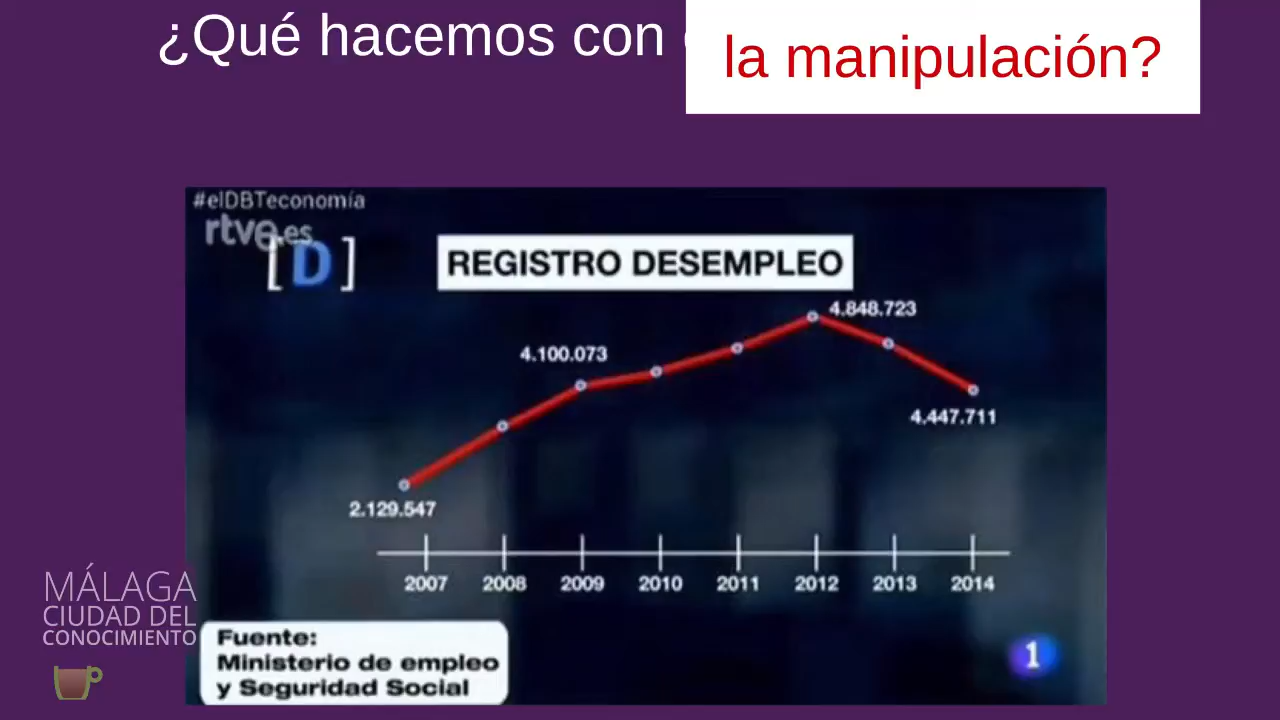 ¿Qué hacemos con
la manipulación?
#elDBTeconomía
rtve.es
[D]
REGISTRO DESEMPLEO
4.848.723
4.100.073
4.447.711
2.129.547
2007 2008 2009 2010 2011 2012 2013 2014
MÁLAGA
CIUDAD DEL
CONOCIMIENTO
Fuente:
Ministerio de empleo
y Seguridad Social
1